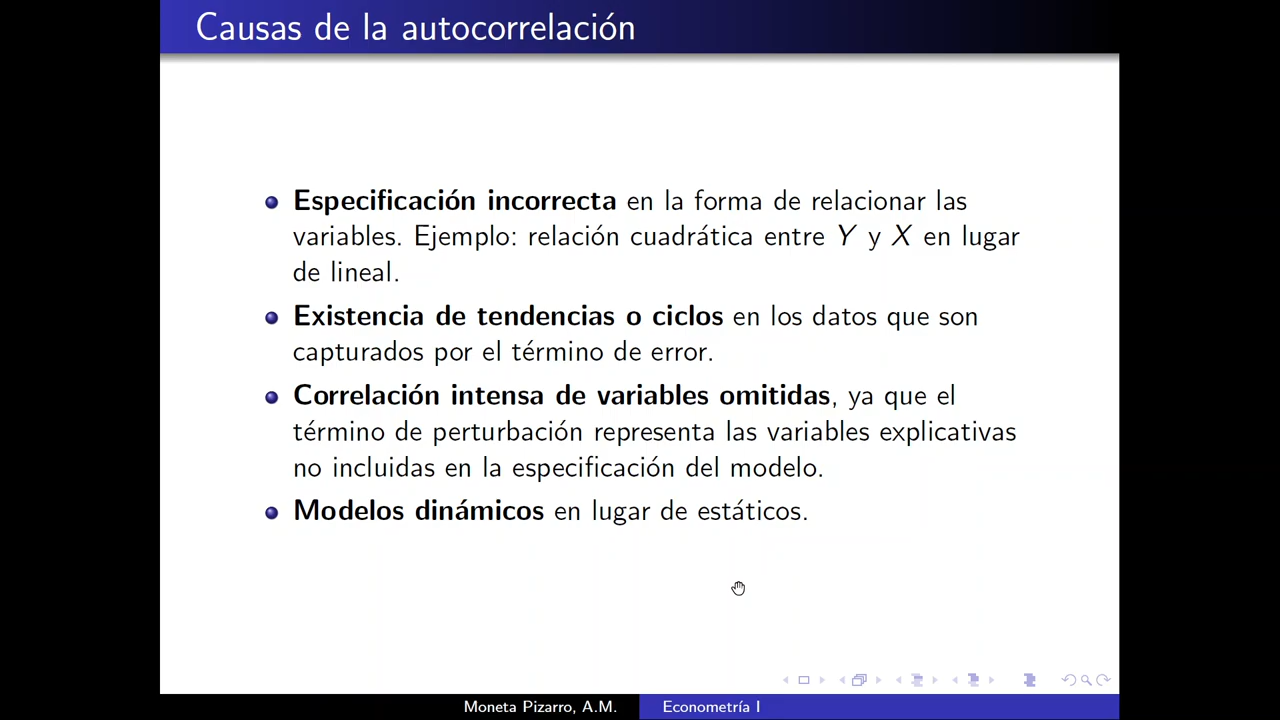 Causas de la autocorrelación
Especificación incorrecta en la forma de relacionar las
variables. Ejemplo: relación cuadrática entre Y y X en lugar
de lineal.
Existencia de tendencias o ciclos en los datos que son
capturados por el término de error.
Correlación intensa de variables omitidas, ya que el
término de perturbación representa las variables explicativas
no incluidas en la especificación del modelo.
Modelos dinámicos en lugar de estáticos.
Moneta Pizarro, A.M. Econometría I